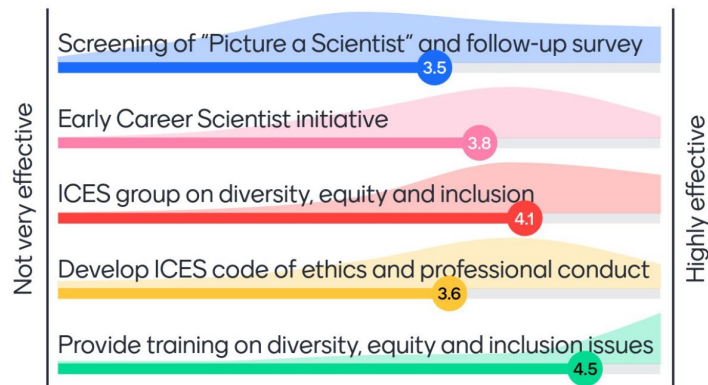 Not very effective
Screening of "Picture a Scientist" and follow-up survey
3.5
Early Career Scientist initiative
3.8
ICES group on diversity, equity and inclusion
4.1
Develop ICES code of ethics and professional conduct
3.6
Provide training on diversity, equity and inclusion issues
4.5
Highly effective